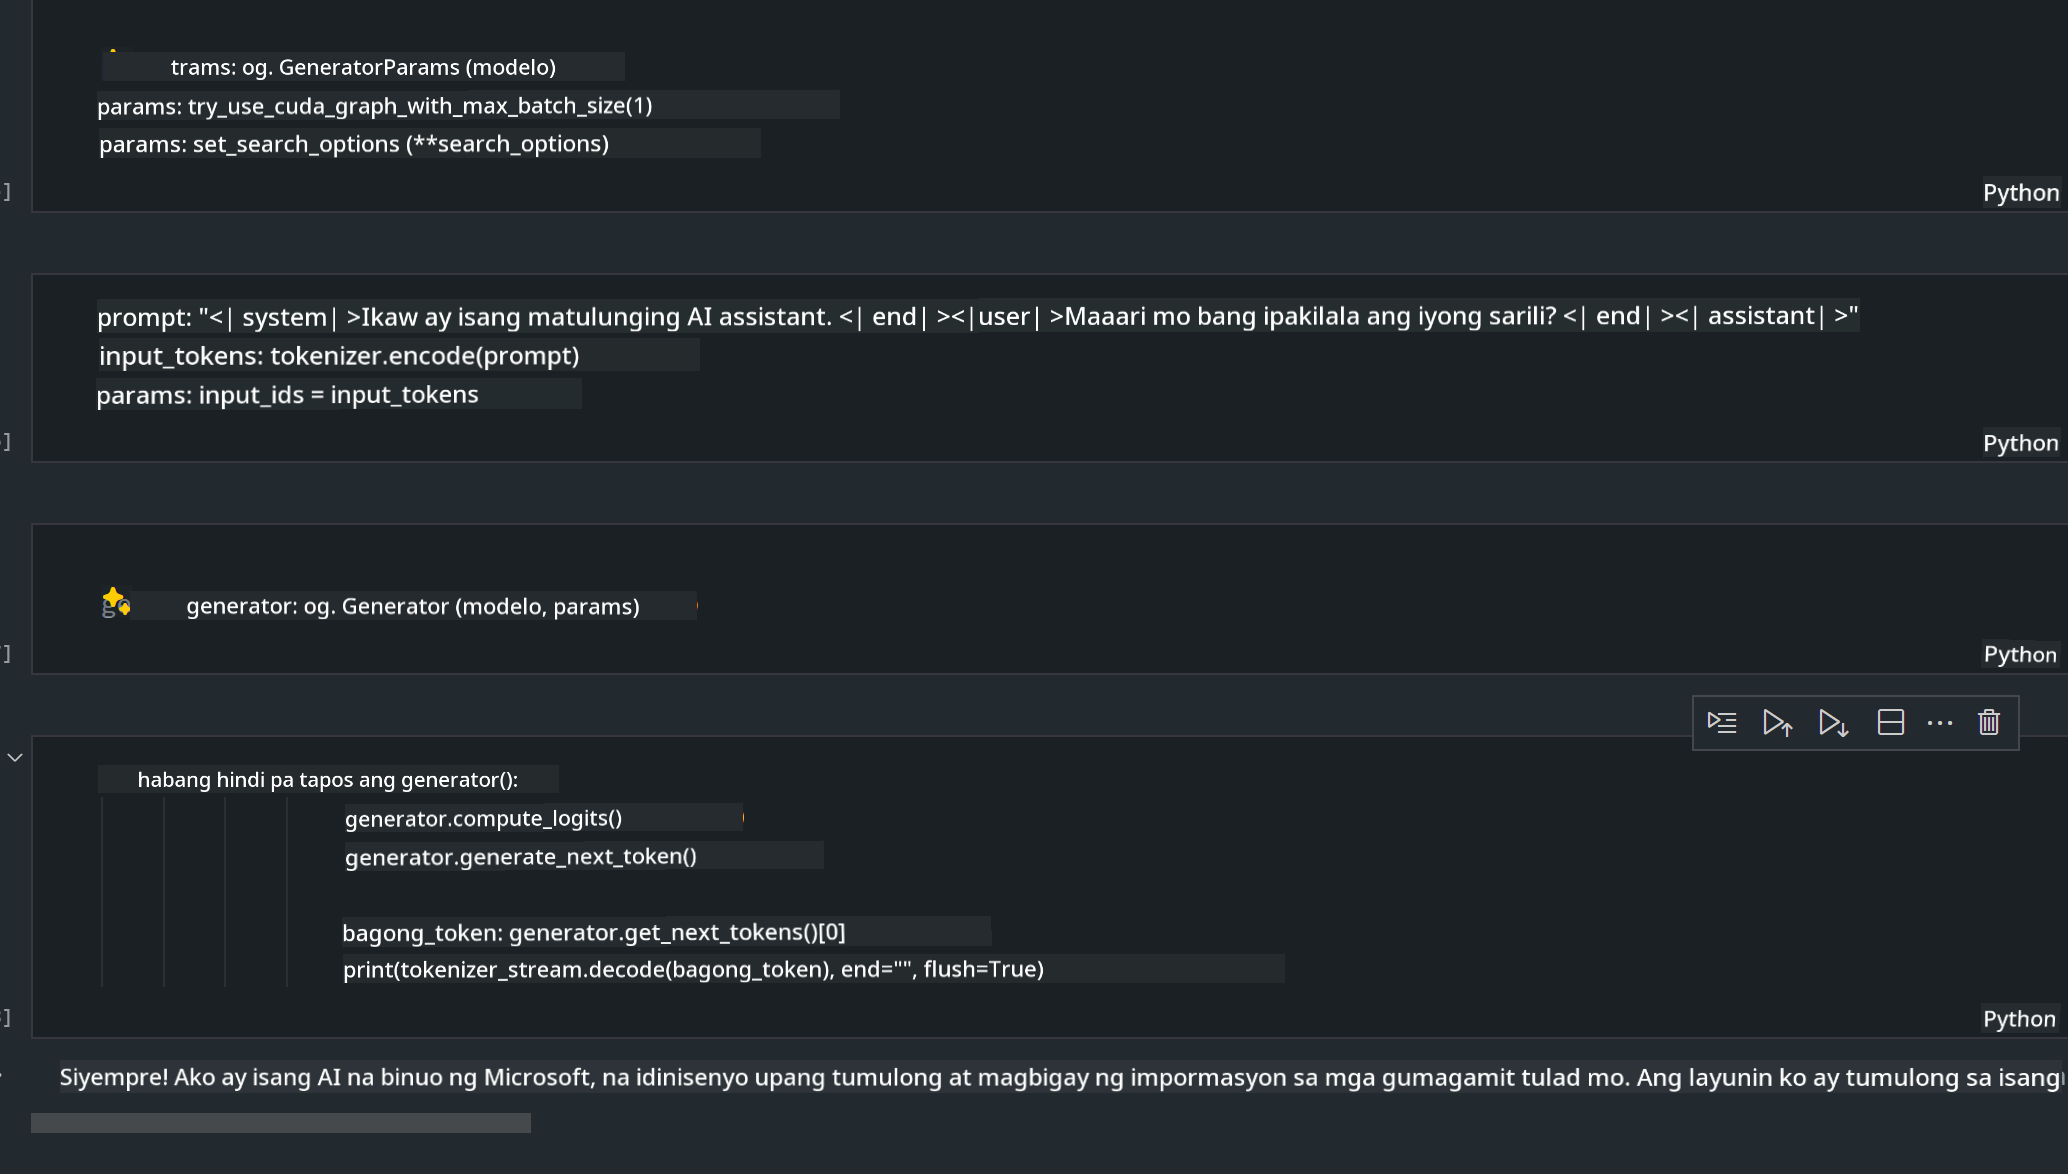 trams: og. GeneratorParams (modelo)
params: try_use_cuda_graph_with_max_batch_size(1)
params: set_search_options (**search_options)
]
Python
prompt: "<| system| >Ikaw ay isang matulunging AI assistant. <| end| ><|user| >Maaari mo bang ipakilala ang iyong sarili? <| end| ><| assistant| >"
input_tokens: tokenizer.encode(prompt)
params: input_ids = input_tokens
]
Python
generator: og. Generator (modelo, params)
]
Python
habang hindi pa tapos ang generator():
generator.compute_logits()
generator.generate_next_token()
bagong_token: generator.get_next_tokens()[0]
print(tokenizer_stream.decode(bagong_token), end="", flush=True)
]
Python
Siyempre! Ako ay isang AI na binuo ng Microsoft, na idinisenyo upang tumulong at magbigay ng impormasyon sa mga gumagamit tulad mo. Ang layunin ko ay tumulong sa isang